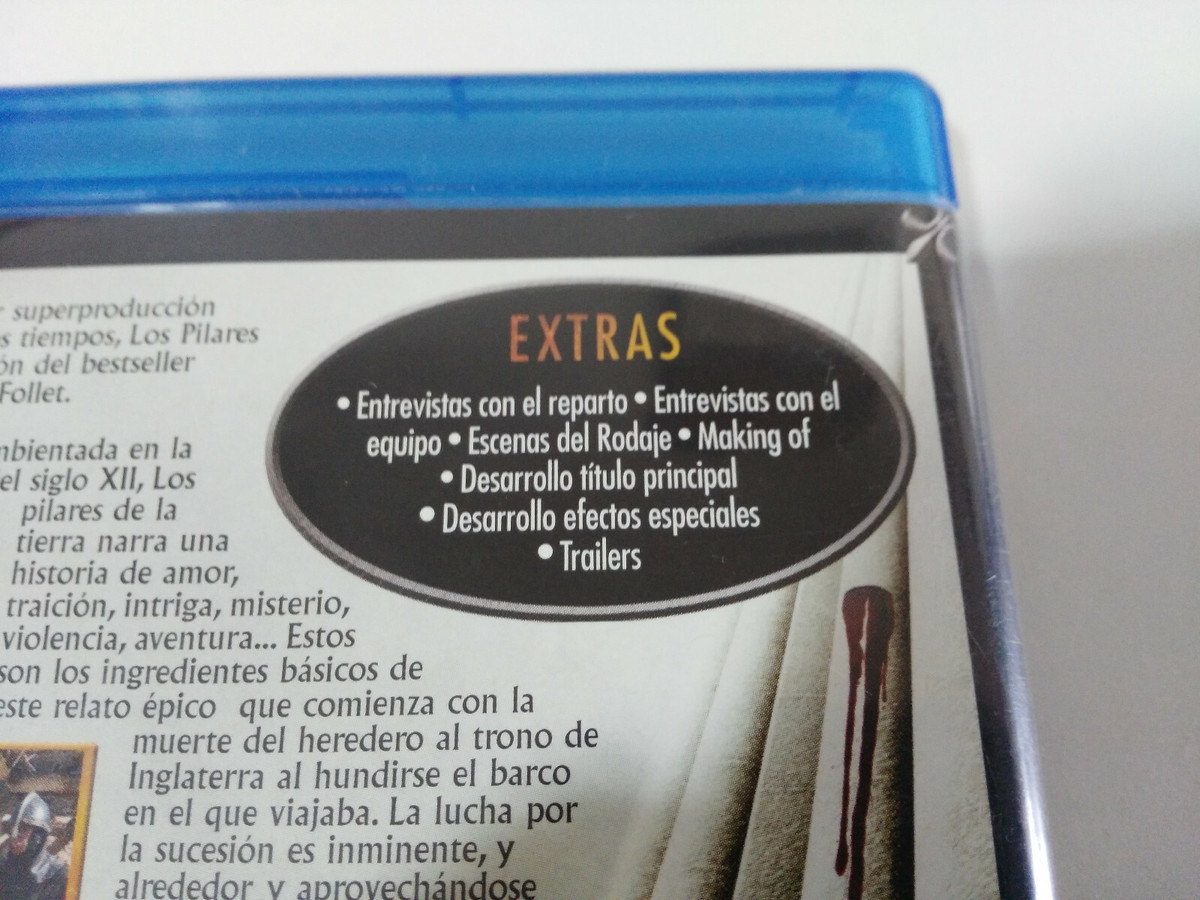 superproducción
tiempos, Los Pilares
del bestseller
Follet.
EXTRAS
• Entrevistas con el reparto • Entrevistas con el
equipo • Escenas del Rodaje • Making of
• Desarrollo título principal
• Desarrollo efectos especiales
• Trailers
en la
siglo XII, Los
pilares de la
tierra narra una
historia de amor,
traición, intriga, misterio,
violencia, aventura... Estos
son los ingredientes básicos de
este relato épico que comienza con la
muerte del heredero al trono de
Inglaterra al hundirse el barco
en el que viajaba. La lucha por
la sucesión es inminente, y
alrededor y aprovechándose